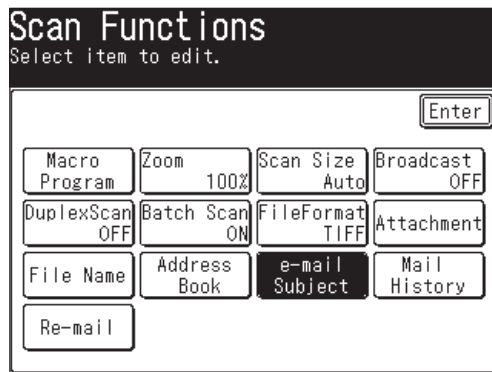 Scan Functions
Select item to edit.
Enter
Macro Program
Zoom 100%
Scan Size Auto
Broadcast OFF
DuplexScan OFF
Batch Scan ON
FileFormat TIFF
Attachment
File Name
Address Book
e-mail Subject
Mail History
Re-mail